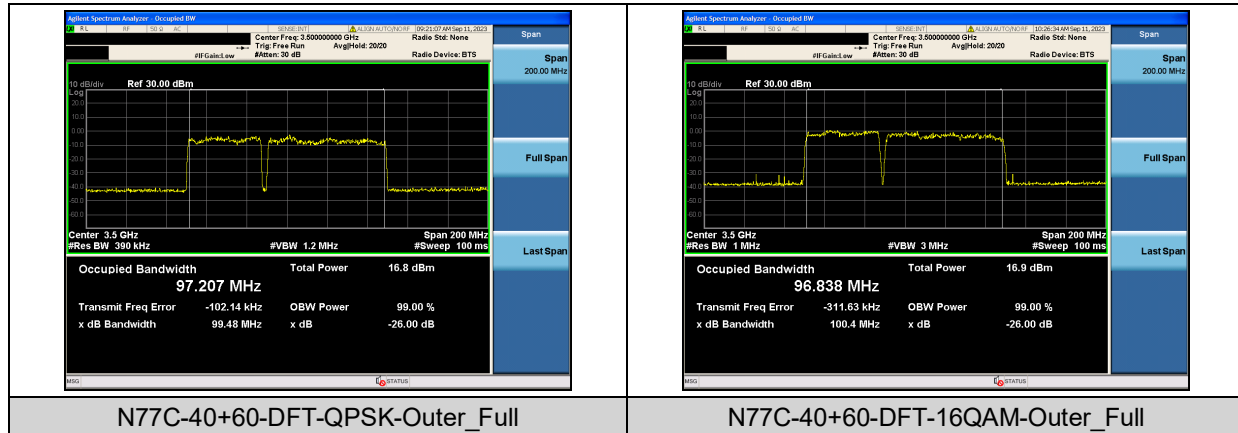 Agilent Spectrum Analyzer - Occupied BW
RL RF 50 Ω AC SENSE:INT ALIGN AUTO/NO RF 09:21:07 AM Sep 11, 2023
Center Freq: 3.500000000 GHz Radio Std: None
Trig: Free Run Avg|Hold: 20/20
#IFGain:Low #Atten: 30 dB Radio Device: BTS
Span
Span
200.00 MHz
Full Span
Last Span
10 dB/div Ref 30.00 dBm
Log
20.0
10.0
0.00
-10.0
-20.0
-30.0
-40.0
-50.0
-60.0
Center 3.5 GHz Span 200 MHz
#Res BW 390 kHz #VBW 1.2 MHz #Sweep 100 ms
Occupied Bandwidth Total Power 16.8 dBm
97.207 MHz
Transmit Freq Error -102.14 kHz OBW Power 99.00 %
x dB Bandwidth 99.48 MHz x dB -26.00 dB
MSG STATUS
N77C-40+60-DFT-QPSK-Outer_Full
Agilent Spectrum Analyzer - Occupied BW
RL RF 50 Ω AC SENSE:INT ALIGN AUTO/NO RF 10:26:34 AM Sep 11, 2023
Center Freq: 3.500000000 GHz Radio Std: None
Trig: Free Run Avg|Hold: 20/20
#IFGain:Low #Atten: 30 dB Radio Device: BTS
Span
Span
200.00 MHz
Full Span
Last Span
10 dB/div Ref 30.00 dBm
Log
20.0
10.0
0.00
-10.0
-20.0
-30.0
-40.0
-50.0
-60.0
Center 3.5 GHz Span 200 MHz
#Res BW 1 MHz #VBW 3 MHz #Sweep 100 ms
Occupied Bandwidth Total Power 16.9 dBm
96.838 MHz
Transmit Freq Error -311.63 kHz OBW Power 99.00 %
x dB Bandwidth 100.4 MHz x dB -26.00 dB
MSG STATUS
N77C-40+60-DFT-16QAM-Outer_Full